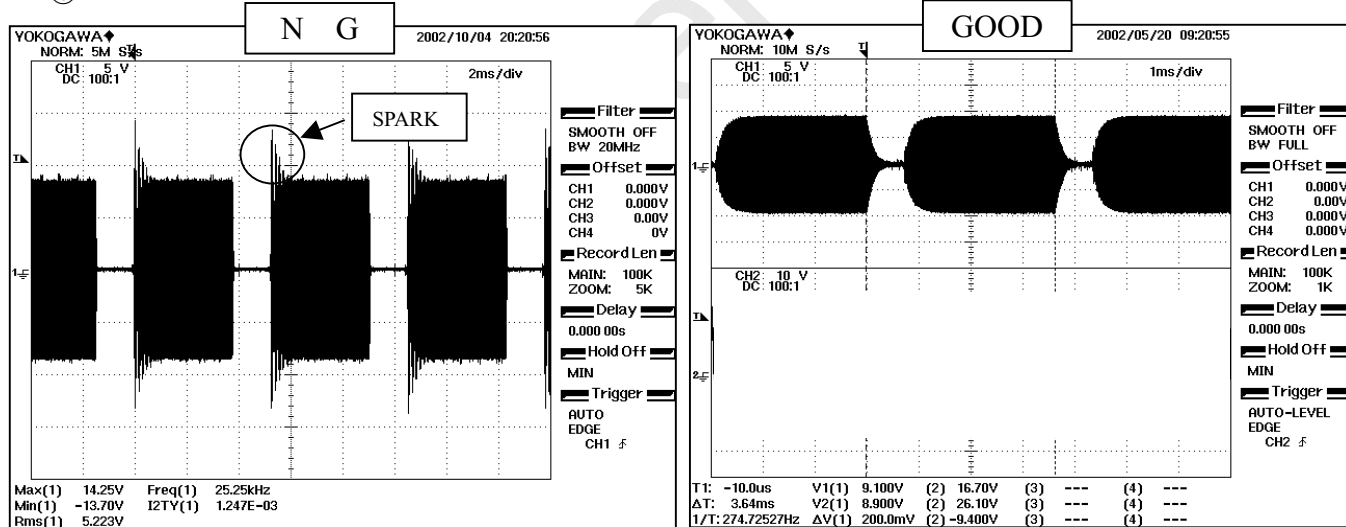 N G
YOKOGAWA 2002/10/04 20:20:56
NORM: 5M S/s
CH1: 5 V
DC 100:1
2ms/div
SPARK
Filter
SMOOTH OFF
BW 20MHz
Offset
CH1 0.000V
CH2 0.000V
CH3 0.00V
CH4 0V
Record Len
MAIN: 100K
ZOOM: 5K
Delay
0.000 00s
Hold Off
MIN
Trigger
AUTO
EDGE
CH1
T
1
Max(1) 14.25V Freq(1) 25.25kHz
Min(1) -13.70V I2TY(1) 1.247E-03
Rms(1) 5.223V
GOOD
YOKOGAWA 2002/05/20 09:20:55
NORM: 10M S/s
CH1: 5 V
DC 100:1
1ms/div
CH2: 10 V
DC 100:1
Filter
SMOOTH OFF
BW FULL
Offset
CH1 0.000V
CH2 0.00V
CH3 0.000V
CH4 0.000V
Record Len
MAIN: 100K
ZOOM: 1K
Delay
0.000 00s
Hold Off
MIN
Trigger
AUTO-LEVEL
EDGE
CH2
1
T
2
T1: -10.0us V1(1) 9.100V (2) 16.70V (3) --- (4) ---
ΔT: 3.64ms V2(1) 8.900V (2) 26.10V (3) --- (4) ---
1/T: 274.72527Hz ΔV(1) 200.0mV (2) -9.400V (3) --- (4) ---